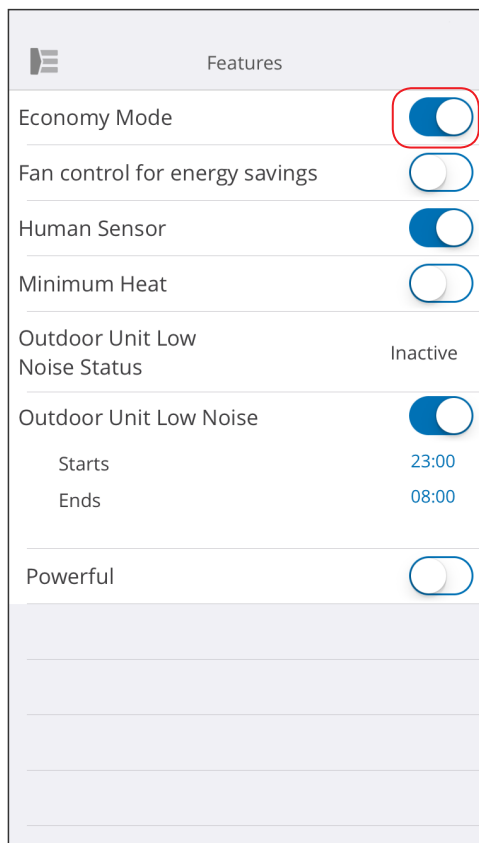 Features
Economy Mode
Fan control for energy savings
Human Sensor
Minimum Heat
Outdoor Unit Low
Noise Status
Inactive
Outdoor Unit Low Noise
Starts 23:00
Ends 08:00
Powerful